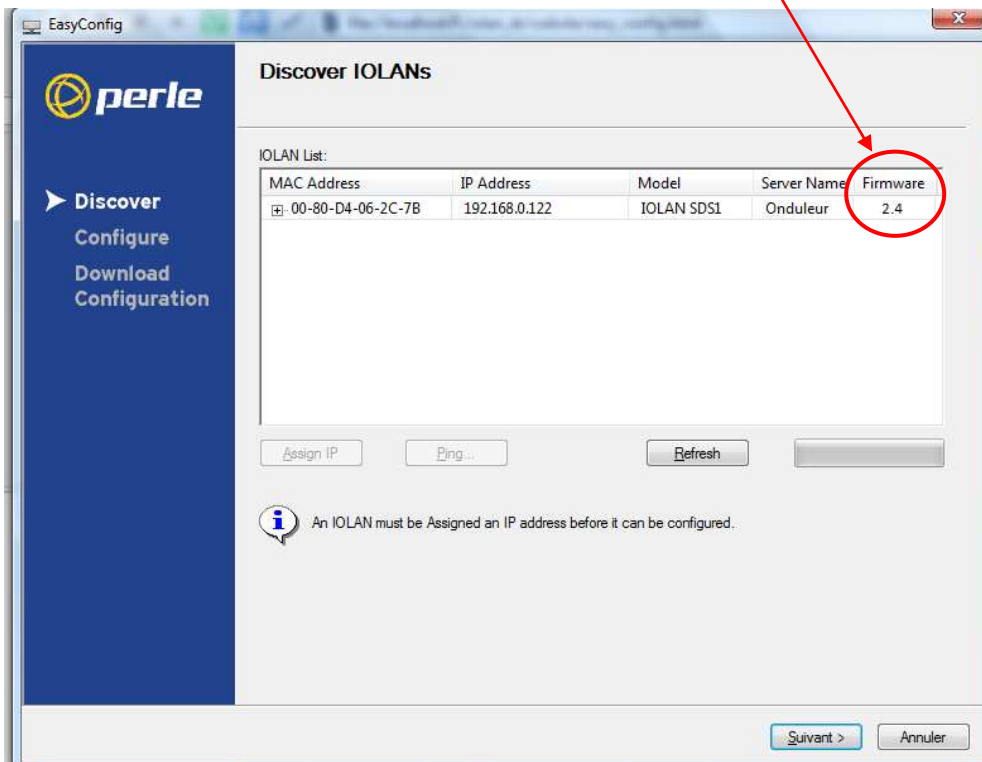 EasyConfig
perle
Discover IOLANs
Discover
Configure
Download
Configuration
IOLAN List:
MAC Address IP Address Model Server Name Firmware
00-80-D4-06-2C-7B 192.168.0.122 IOLAN SDS1 Onduleur 2.4
Assign IP Ping... Refresh
An IOLAN must be Assigned an IP address before it can be configured.
Suivant > Annuler